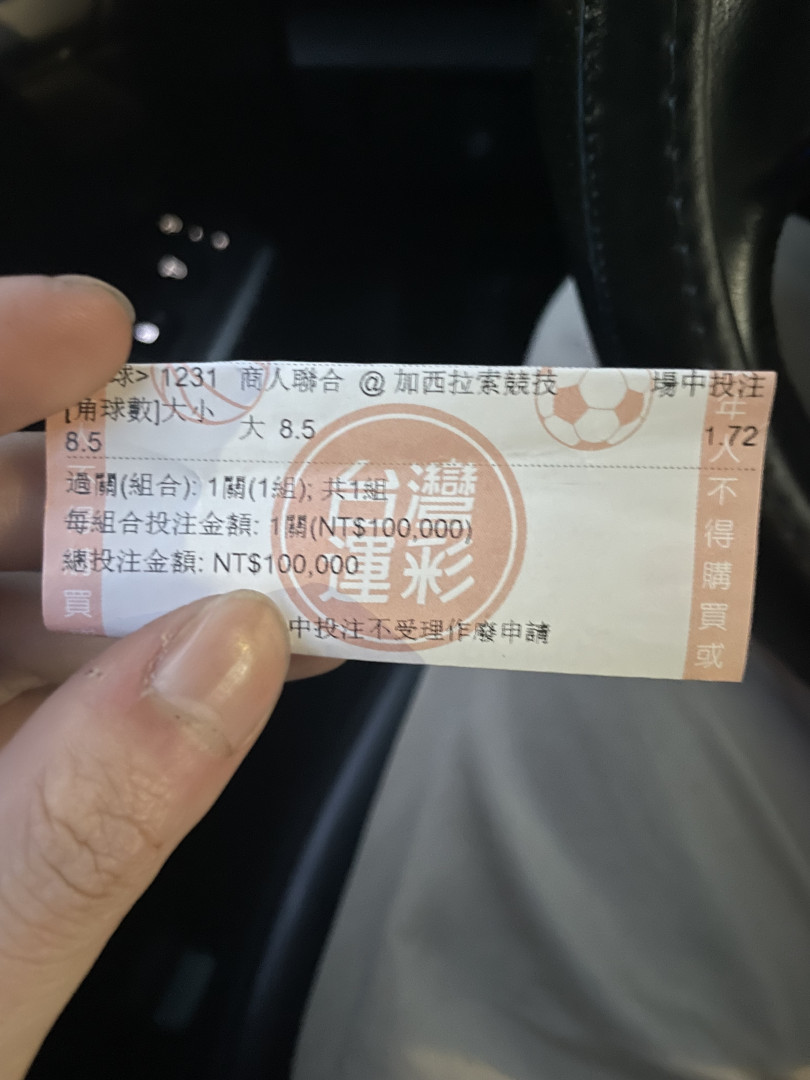 球> 1231 商人聯合 @ 加西拉索競技 場中投注
[角球數]大小 大 8.5 1.72
8.5
過關(組合): 1關(1組); 共1組
每組合投注金額: 1關(NT$100,000)
總投注金額: NT$100,000
中投注不受理作廢申請
台灣
運彩
年人不得購買或
買